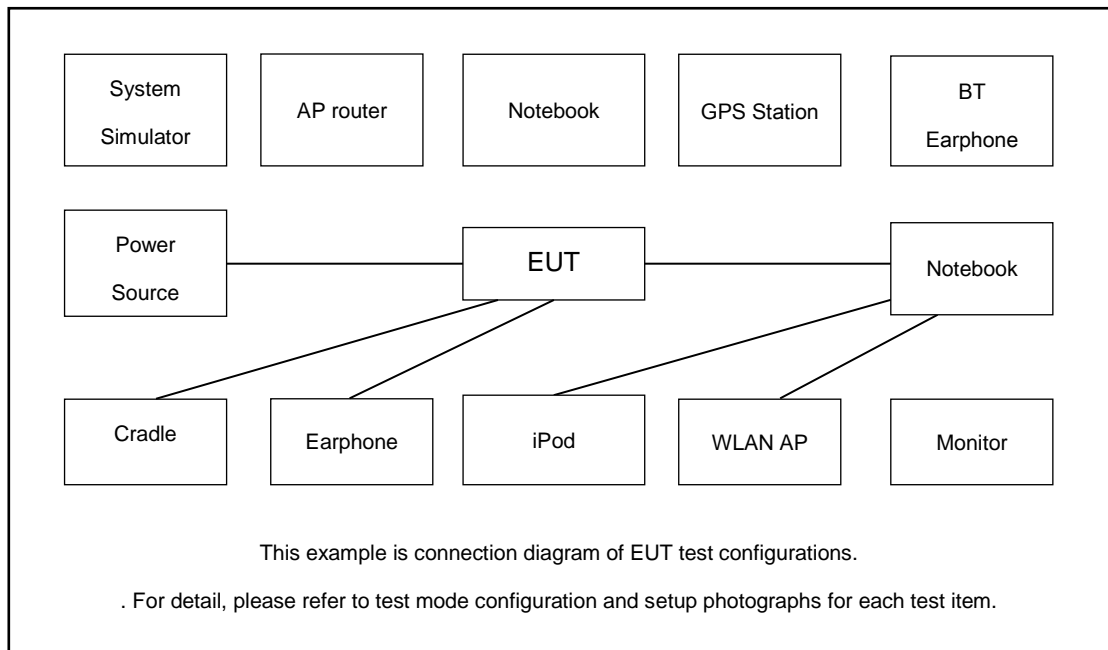 System
Simulator
AP router
Notebook
GPS Station
BT
Earphone
Power
Source
EUT
Notebook
Cradle
Earphone
iPod
WLAN AP
Monitor
This example is connection diagram of EUT test configurations.
. For detail, please refer to test mode configuration and setup photographs for each test item.